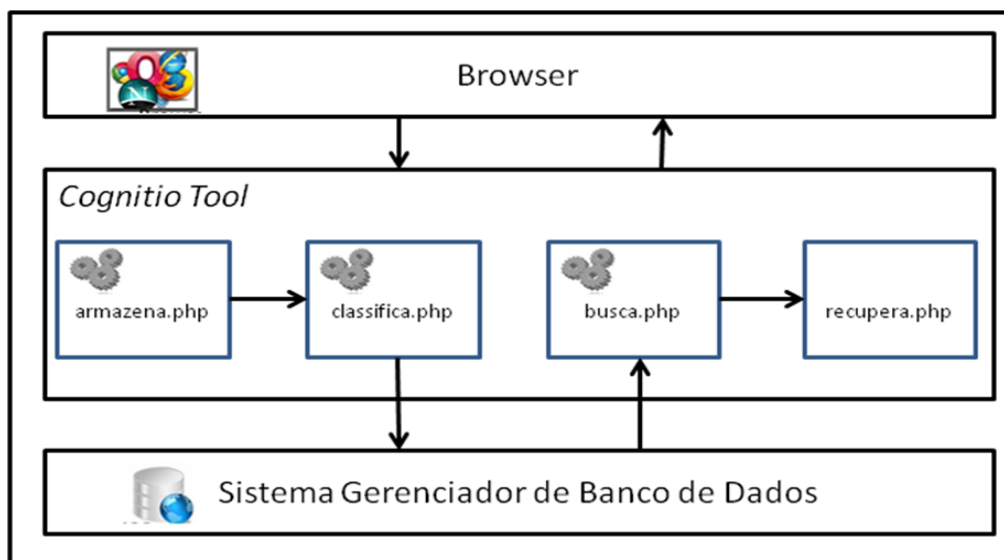 Browser
Cognitio Tool
armazena.php
classifica.php
busca.php
recupera.php
Sistema Gerenciador de Banco de Dados